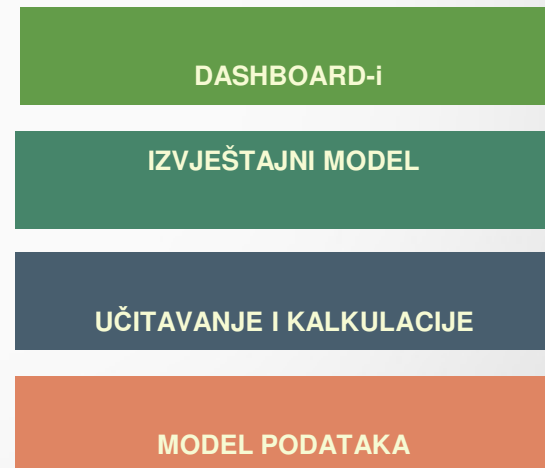 DASHBOARD-i
IZVJEŠTAJNI MODEL
UČITAVANJE I KALKULACIJE
MODEL PODATAKA